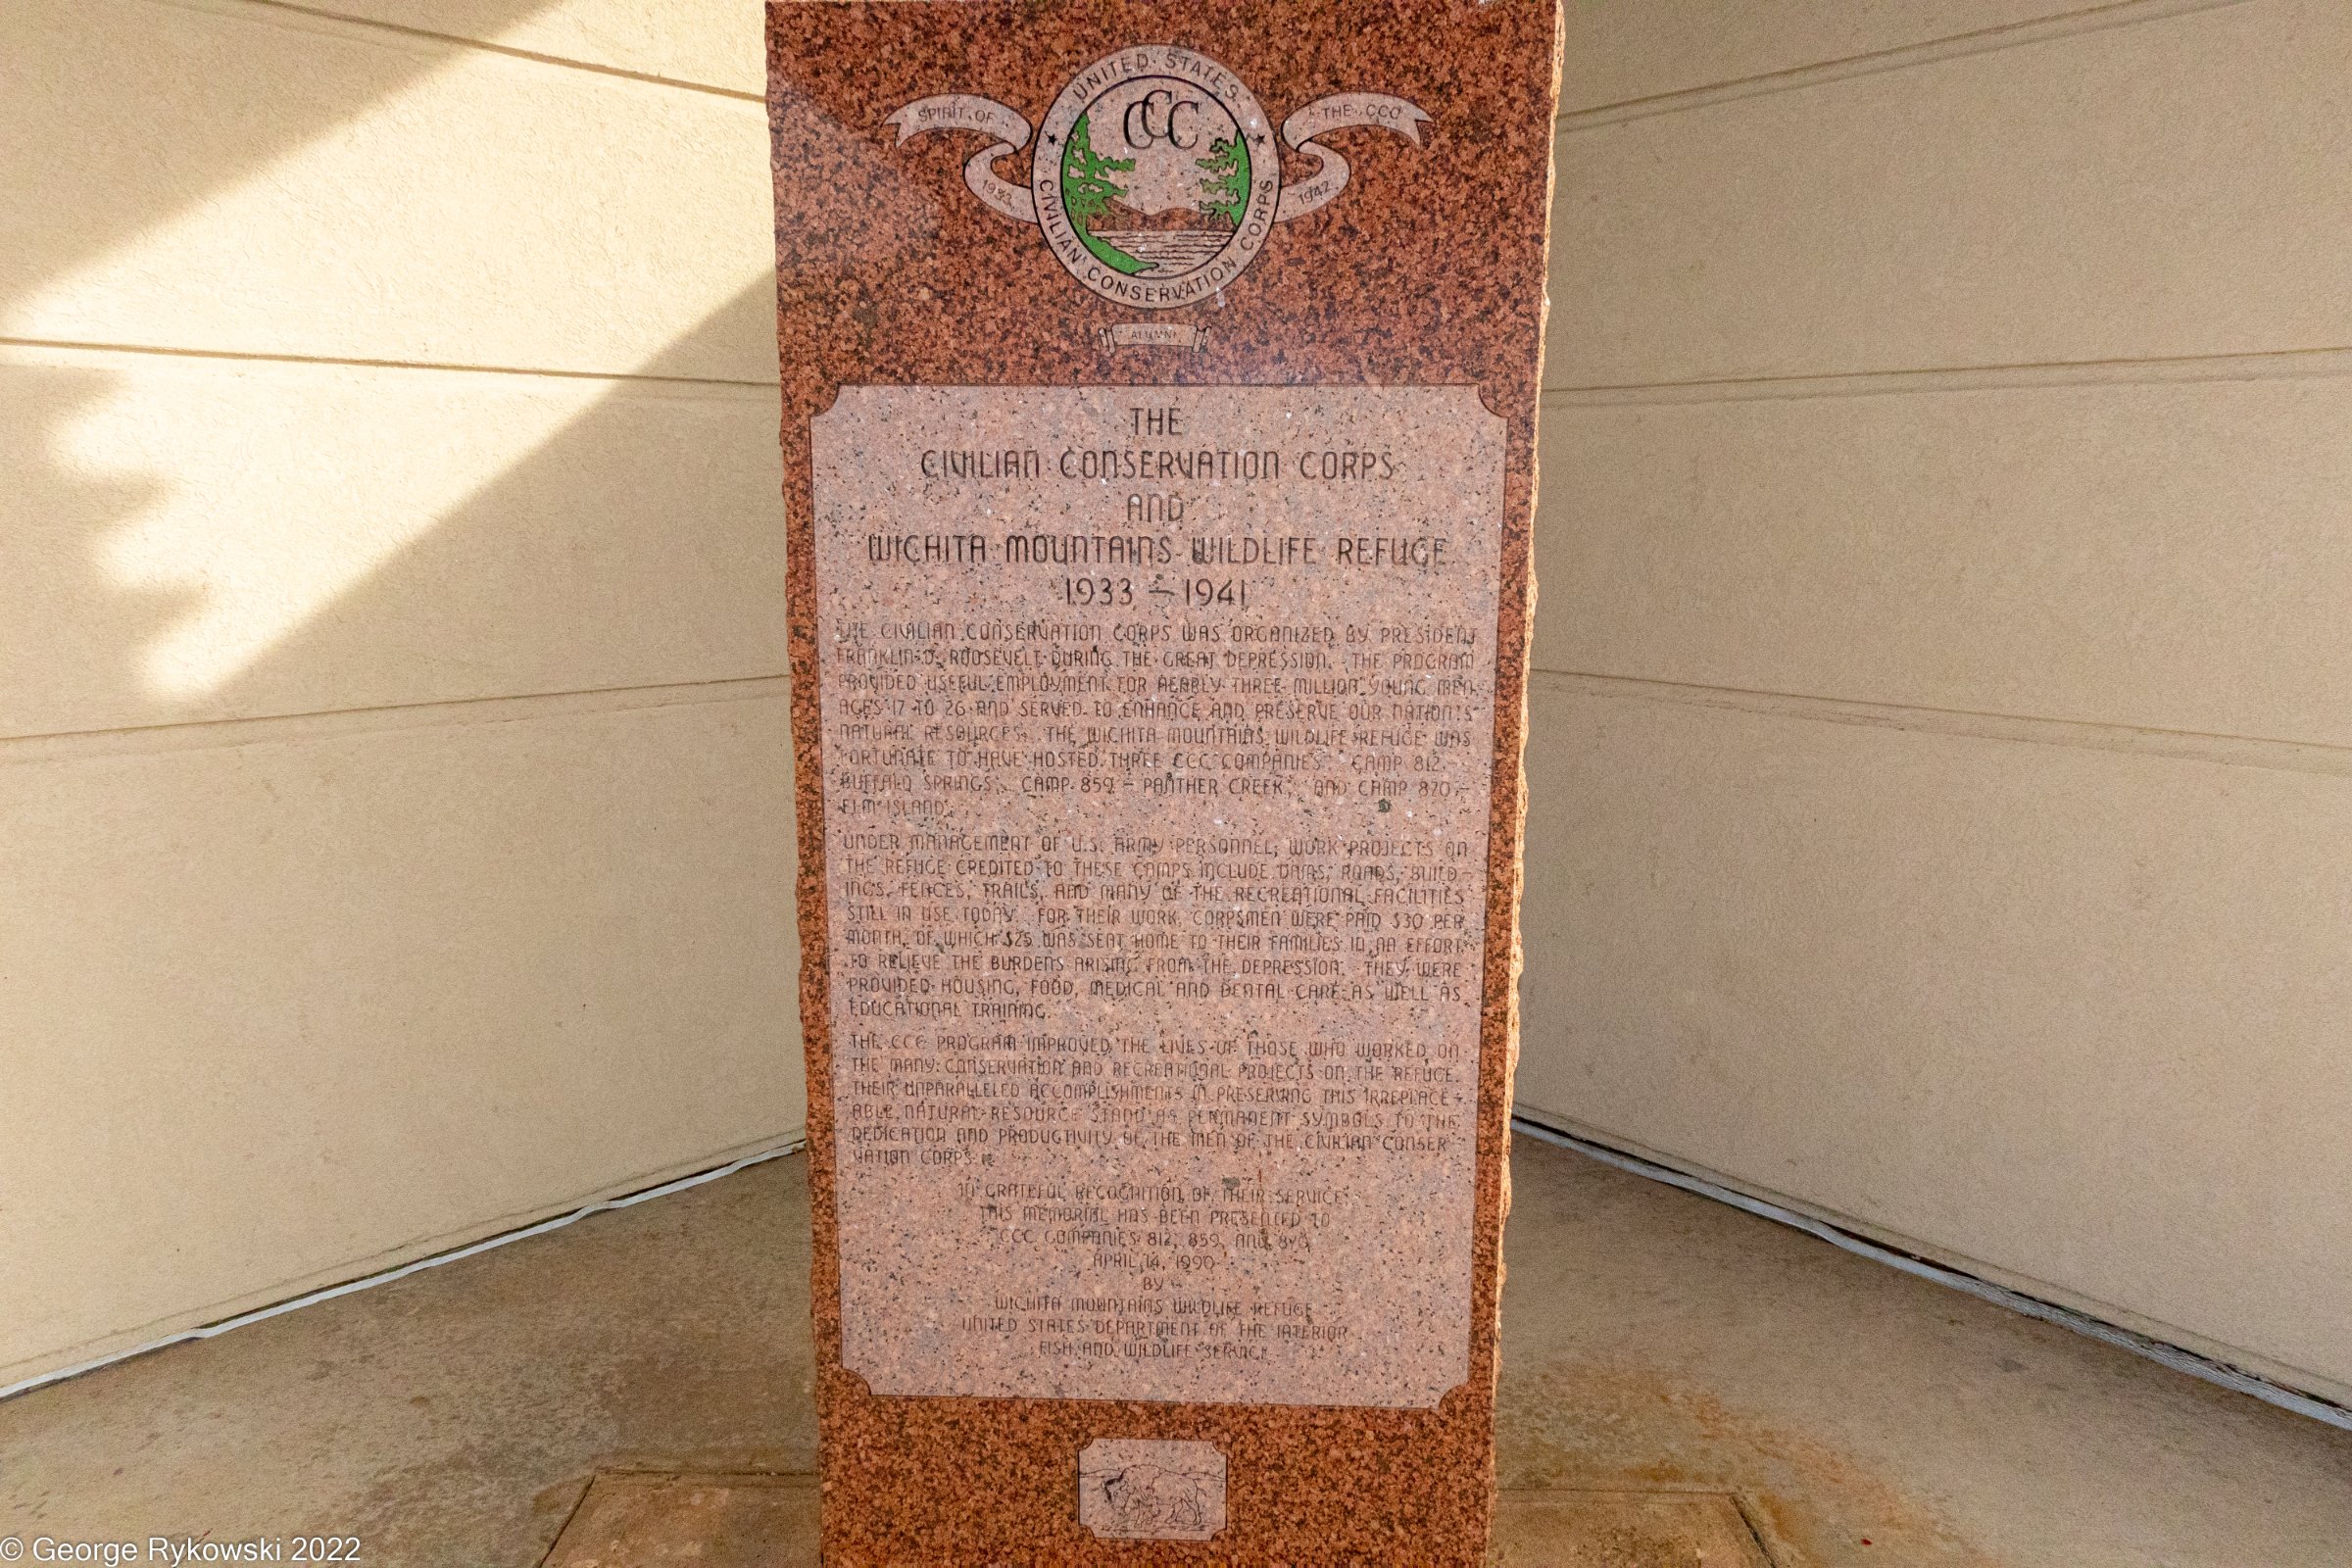 UNITED STATES
CCC
SPIRIT OF
THE CCC
1933
1942
CIVILIAN CONSERVATION CORPS
ALUMNI
THE
CIVILIAN CONSERVATION CORPS
AND
WICHITA MOUNTAINS WILDLIFE REFUGE
1933 — 1941
THE CIVILIAN CONSERVATION CORPS WAS ORGANIZED BY PRESIDENT
FRANKLIN D. ROOSEVELT DURING THE GREAT DEPRESSION. THE PROGRAM
PROVIDED USEFUL EMPLOYMENT FOR NEARLY THREE MILLION YOUNG MEN
AGES 17 TO 26 AND SERVED TO ENHANCE AND PRESERVE OUR NATION'S
NATURAL RESOURCES. THE WICHITA MOUNTAINS WILDLIFE REFUGE WAS
FORTUNATE TO HAVE HOSTED THREE CCC COMPANIES: CAMP 812 -
BUFFALO SPRINGS; CAMP 859 - PANTHER CREEK; AND CAMP 870 -
ELM ISLAND.
UNDER MANAGEMENT OF U.S. ARMY PERSONNEL, WORK PROJECTS ON
THE REFUGE CREDITED TO THESE CAMPS INCLUDE DAMS, ROADS, BUILD-
INGS, FENCES, TRAILS, AND MANY OF THE RECREATIONAL FACILITIES
STILL IN USE TODAY. FOR THEIR WORK, CORPSMEN WERE PAID $30 PER
MONTH, OF WHICH $25 WAS SENT HOME TO THEIR FAMILIES IN AN EFFORT
TO RELIEVE THE BURDENS ARISING FROM THE DEPRESSION. THEY WERE
PROVIDED HOUSING, FOOD, MEDICAL AND DENTAL CARE AS WELL AS
EDUCATIONAL TRAINING.
THE CCC PROGRAM IMPROVED THE LIVES OF THOSE WHO WORKED ON
THE MANY CONSERVATION AND RECREATIONAL PROJECTS ON THE REFUGE.
THEIR UNPARALLELED ACCOMPLISHMENTS IN PRESERVING THIS IRREPLACE-
ABLE NATURAL RESOURCE STAND AS PERMANENT SYMBOLS TO THE
DEDICATION AND PRODUCTIVITY OF THE MEN OF THE CIVILIAN CONSER-
VATION CORPS.
IN GRATEFUL RECOGNITION OF THEIR SERVICE
THIS MEMORIAL HAS BEEN PRESENTED TO
CCC COMPANIES 812, 859, AND 870
APRIL 14, 1990
BY
WICHITA MOUNTAINS WILDLIFE REFUGE
UNITED STATES DEPARTMENT OF THE INTERIOR
FISH AND WILDLIFE SERVICE
© George Rykowski 2022